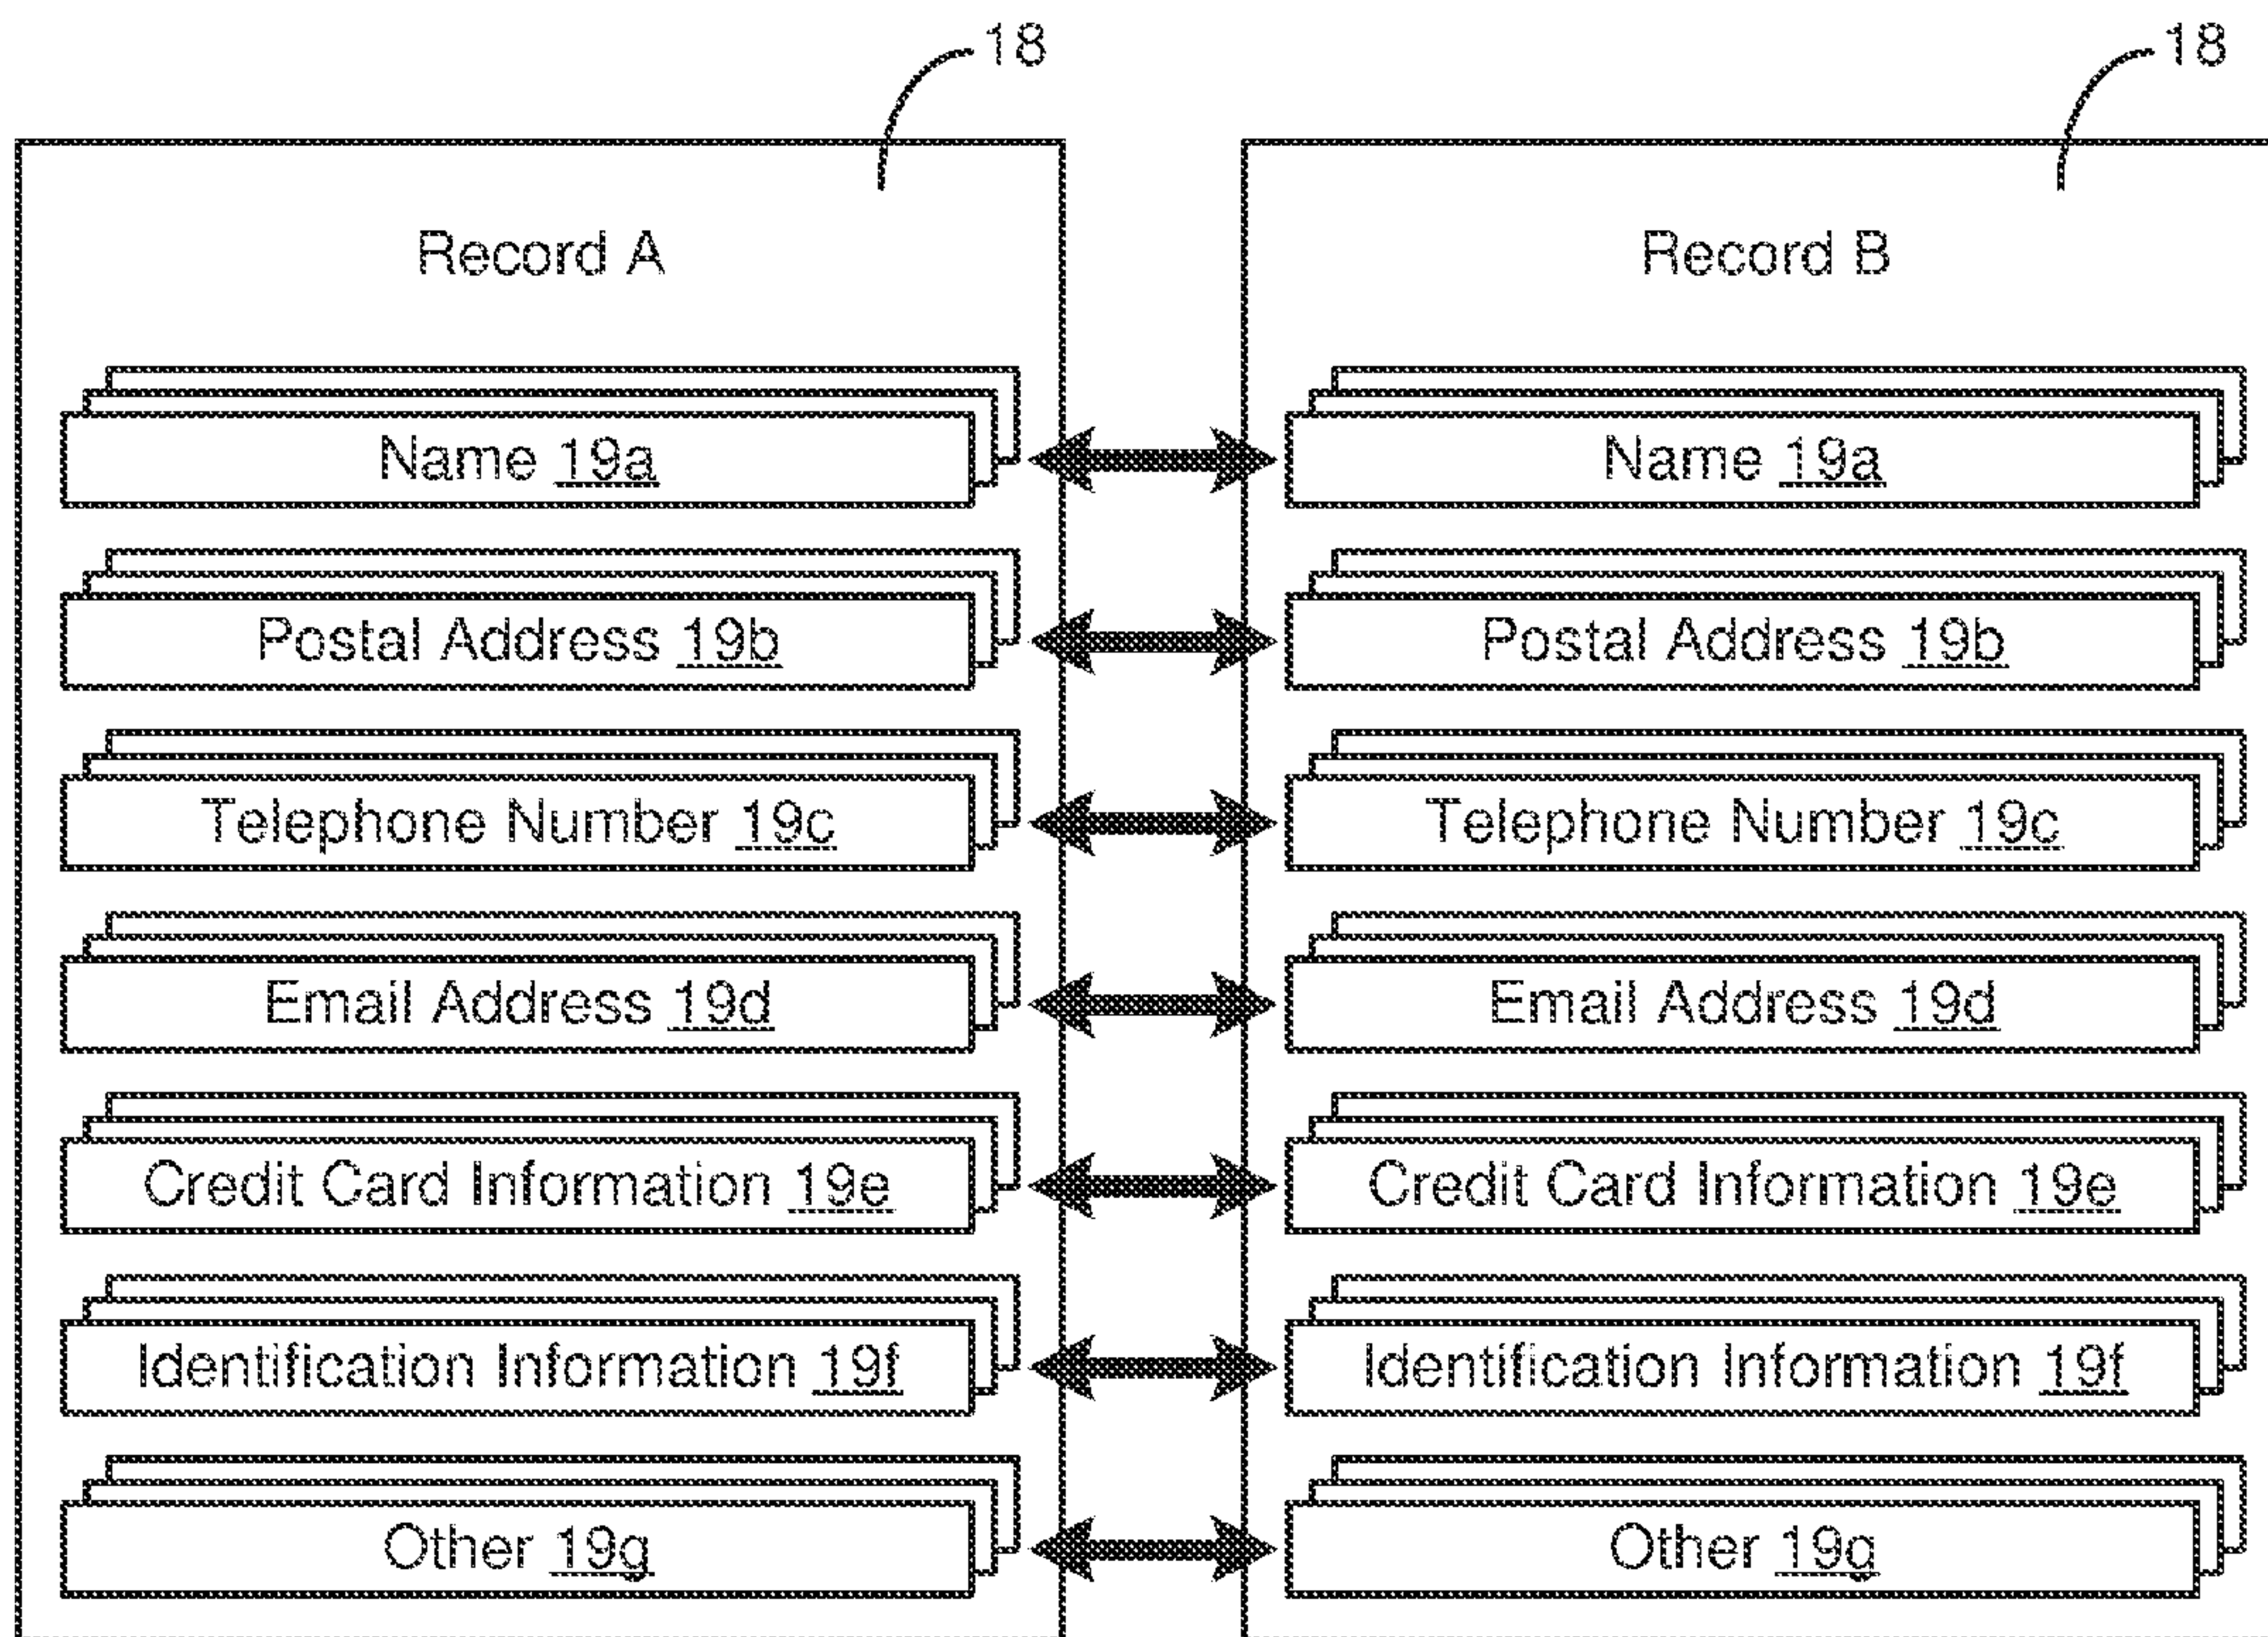 18
18
Record A
Record B
Name 19a
Name 19a
Postal Address 19b
Postal Address 19b
Telephone Number 19c
Telephone Number 19c
Email Address 19d
Email Address 19d
Credit Card Information 19e
Credit Card Information 19e
Identification Information 19f
Identification Information 19f
Other 19g
Other 19g